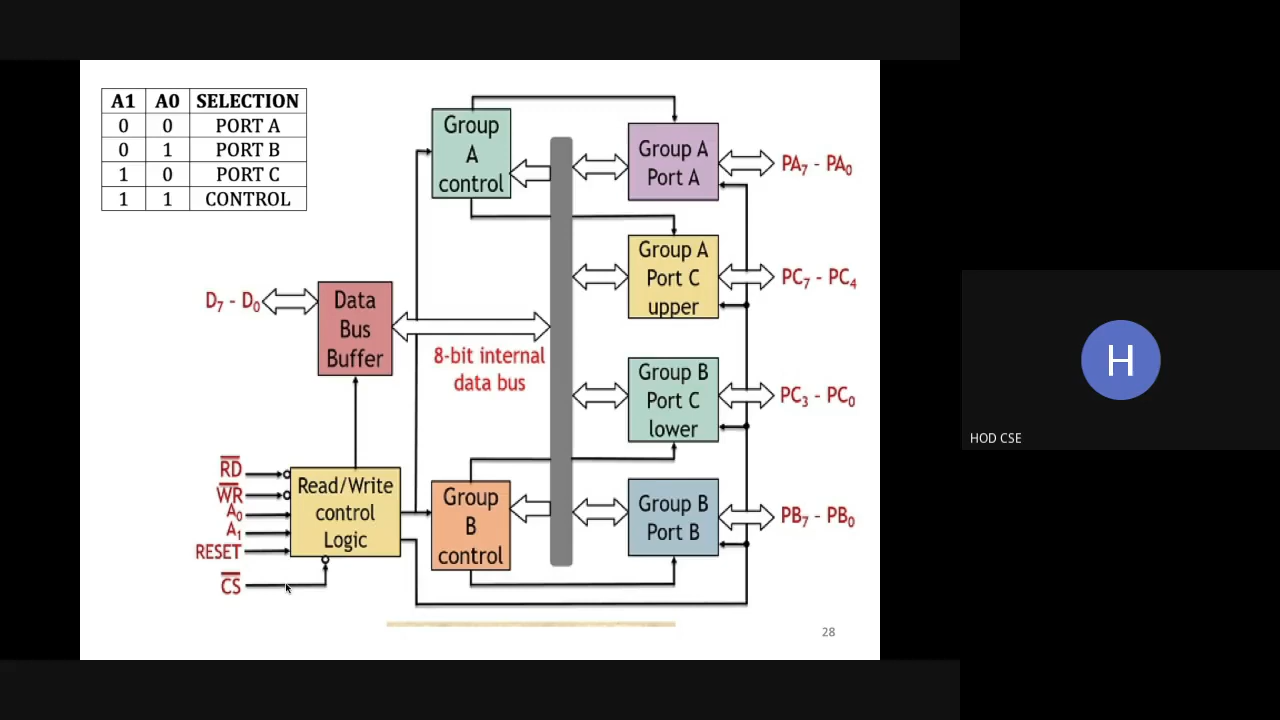 A1 A0 SELECTION
0 0 PORT A
0 1 PORT B
1 0 PORT C
1 1 CONTROL
Group
A
control
Group A
Port A
PA7 - PA0
Group A
Port C
upper
PC7 - PC4
D7 - D0
Data
Bus
Buffer
8-bit internal
data bus
Group B
Port C
lower
PC3 - PC0
R̅D̅
W̅R̅
A0
A1
RESET
C̅S̅
Read/Write
control
Logic
Group
B
control
Group B
Port B
PB7 - PB0
28
H
HOD CSE